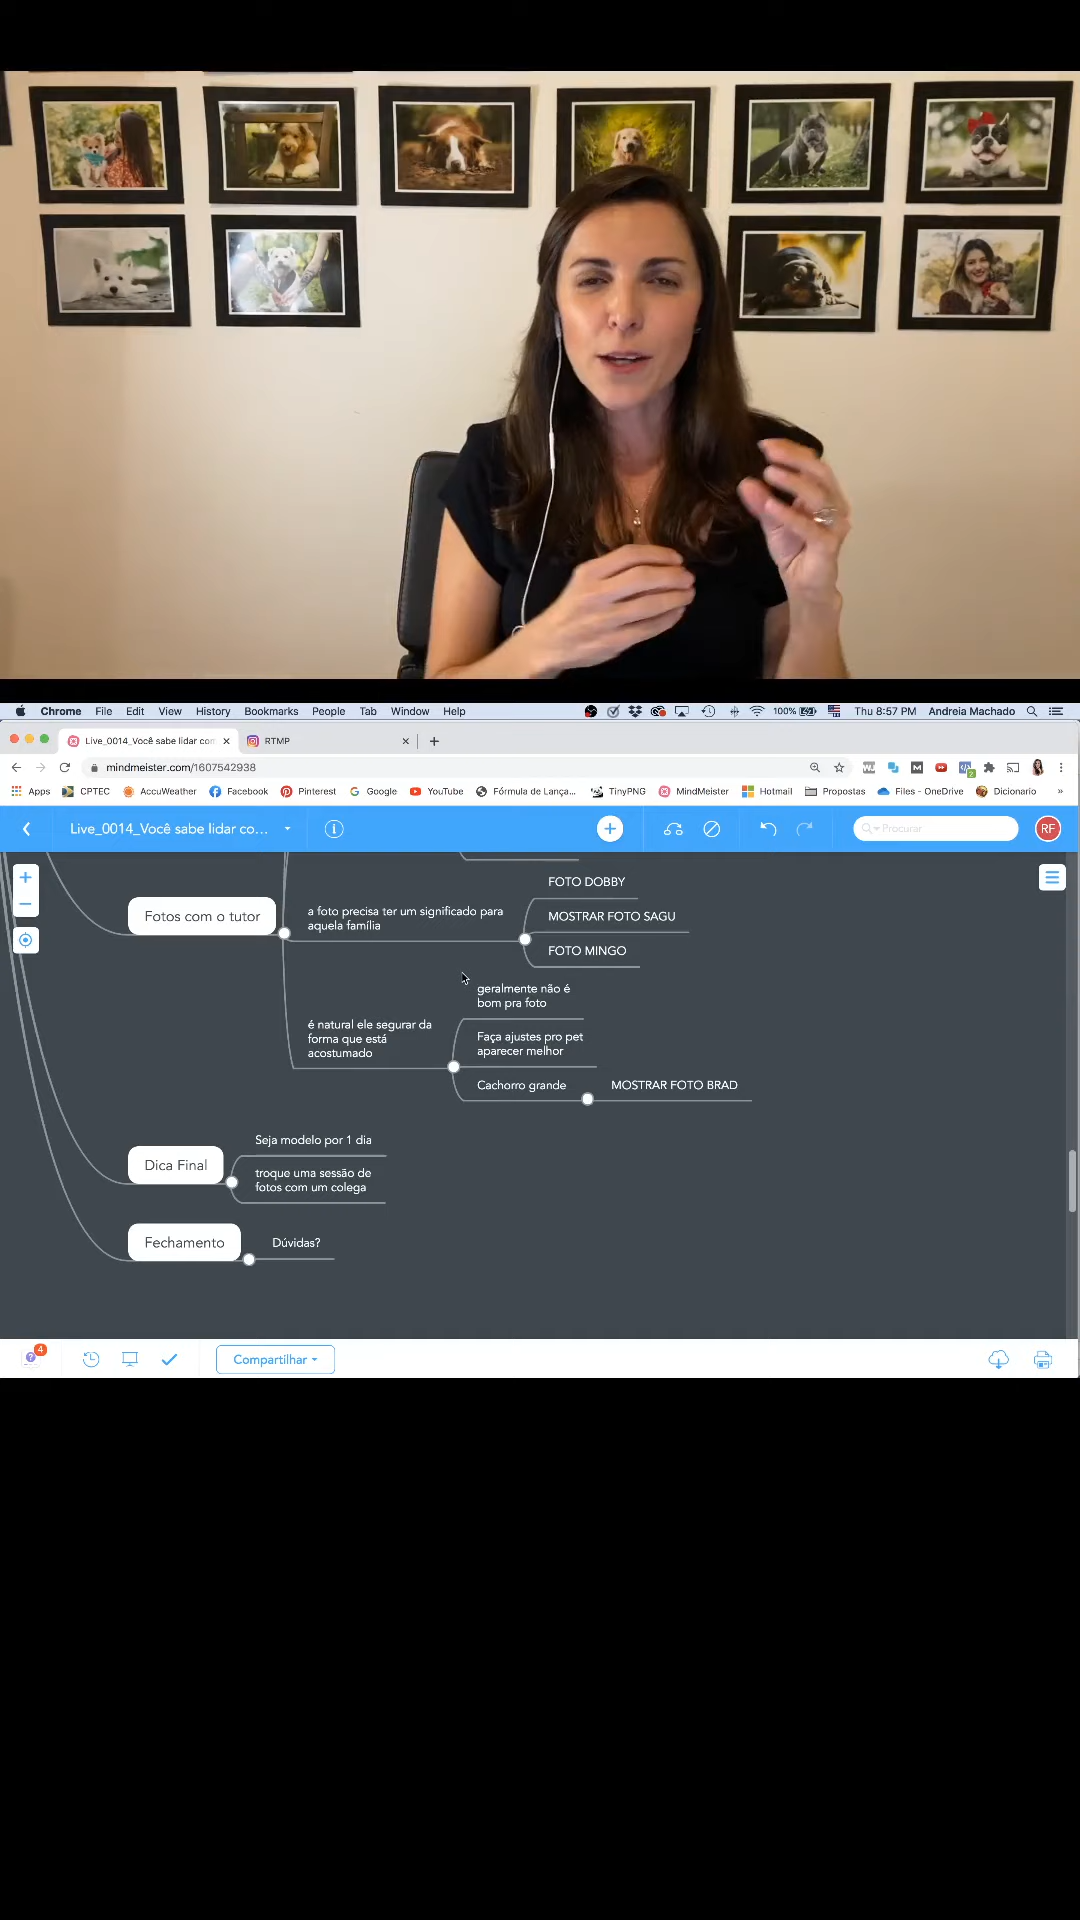 Chrome File Edit View History Bookmarks People Tab Window Help 100% Thu 8:57 PM Andreia Machado
Live_0014_Você sabe lidar com RTMP
mindmeister.com/1607542938
Apps CPTEC AccuWeather Facebook Pinterest Google YouTube Fórmula de Lança... TinyPNG MindMeister Hotmail Propostas Files - OneDrive Dicionario »
Live_0014_Você sabe lidar co... Procurar RF
FOTO DOBBY
Fotos com o tutor
a foto precisa ter um significado para
aquela família
MOSTRAR FOTO SAGU
FOTO MINGO
é natural ele segurar da
forma que está
acostumado
geralmente não é
bom pra foto
Faça ajustes pro pet
aparecer melhor
Cachorro grande
MOSTRAR FOTO BRAD
Dica Final
Seja modelo por 1 dia
troque uma sessão de
fotos com um colega
Fechamento
Dúvidas?
4
Compartilhar